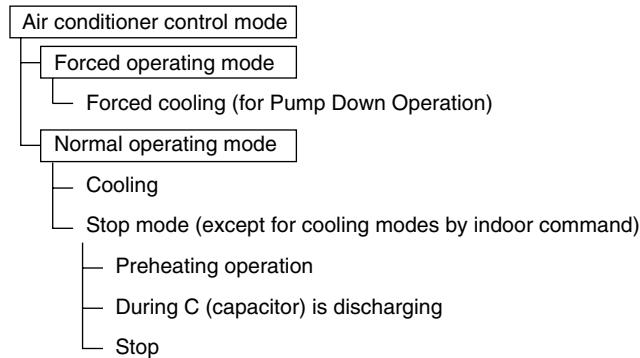 Air conditioner control mode
Forced operating mode
Forced cooling (for Pump Down Operation)
Normal operating mode
Cooling
Stop mode (except for cooling modes by indoor command)
Preheating operation
During C (capacitor) is discharging
Stop